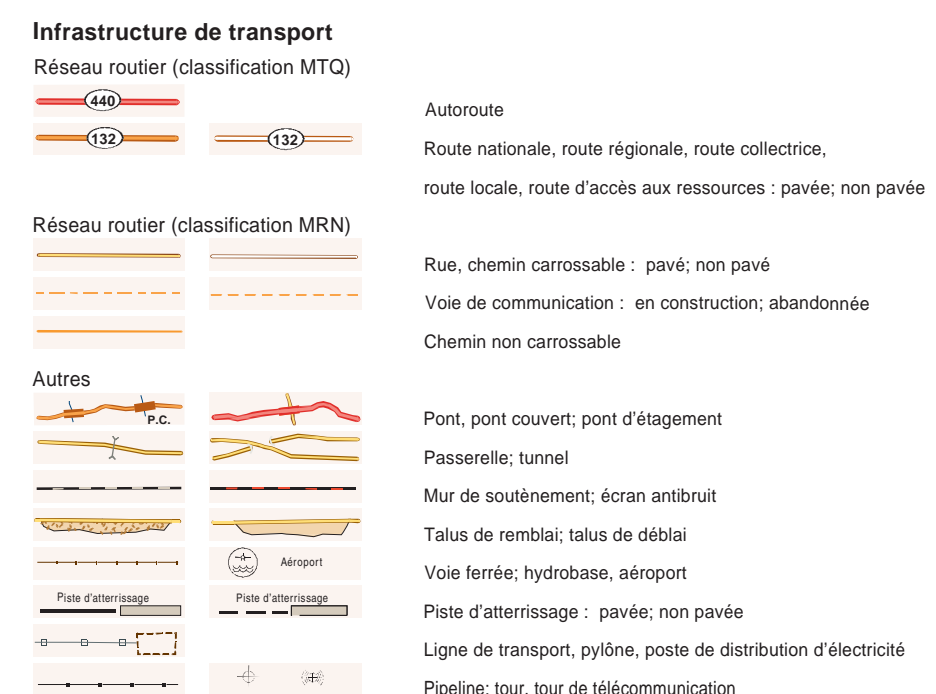 Infrastructure de transport
Réseau routier (classification MTQ)
440
Autoroute
132 132
Route nationale, route régionale, route collectrice,
route locale, route d'accès aux ressources : pavée; non pavée
Réseau routier (classification MRN)
Rue, chemin carrossable : pavé; non pavé
Voie de communication : en construction; abandonnée
Chemin non carrossable
Autres
P.C.
Pont, pont couvert; pont d'étagement
Passerelle; tunnel
Mur de soutènement; écran antibruit
Talus de remblai; talus de déblai
Aéroport
Voie ferrée; hydrobase, aéroport
Piste d'atterrissage Piste d'atterrissage
Piste d'atterrissage : pavée; non pavée
Ligne de transport, pylône, poste de distribution d'électricité
Pipeline; tour, tour de télécommunication